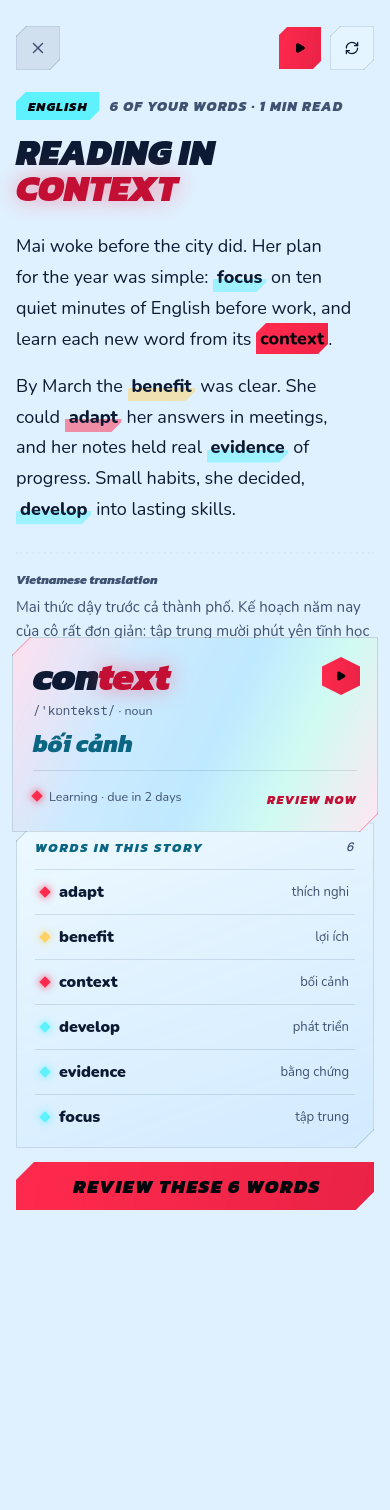 ENGLISH 6 OF YOUR WORDS · 1 MIN READ
READING IN
CONTEXT
Mai woke before the city did. Her plan
for the year was simple: focus on ten
quiet minutes of English before work, and
learn each new word from its context.
By March the benefit was clear. She
could adapt her answers in meetings,
and her notes held real evidence of
progress. Small habits, she decided,
develop into lasting skills.
Vietnamese translation
Mai thức dậy trước cả thành phố. Kế hoạch năm nay
của cô rất đơn giản: tập trung mười phút yên tĩnh học
context
/ˈkɒntekst/ · noun
bối cảnh
Learning · due in 2 days
REVIEW NOW
WORDS IN THIS STORY 6
adapt thích nghi
benefit lợi ích
context bối cảnh
develop phát triển
evidence bằng chứng
focus tập trung
REVIEW THESE 6 WORDS